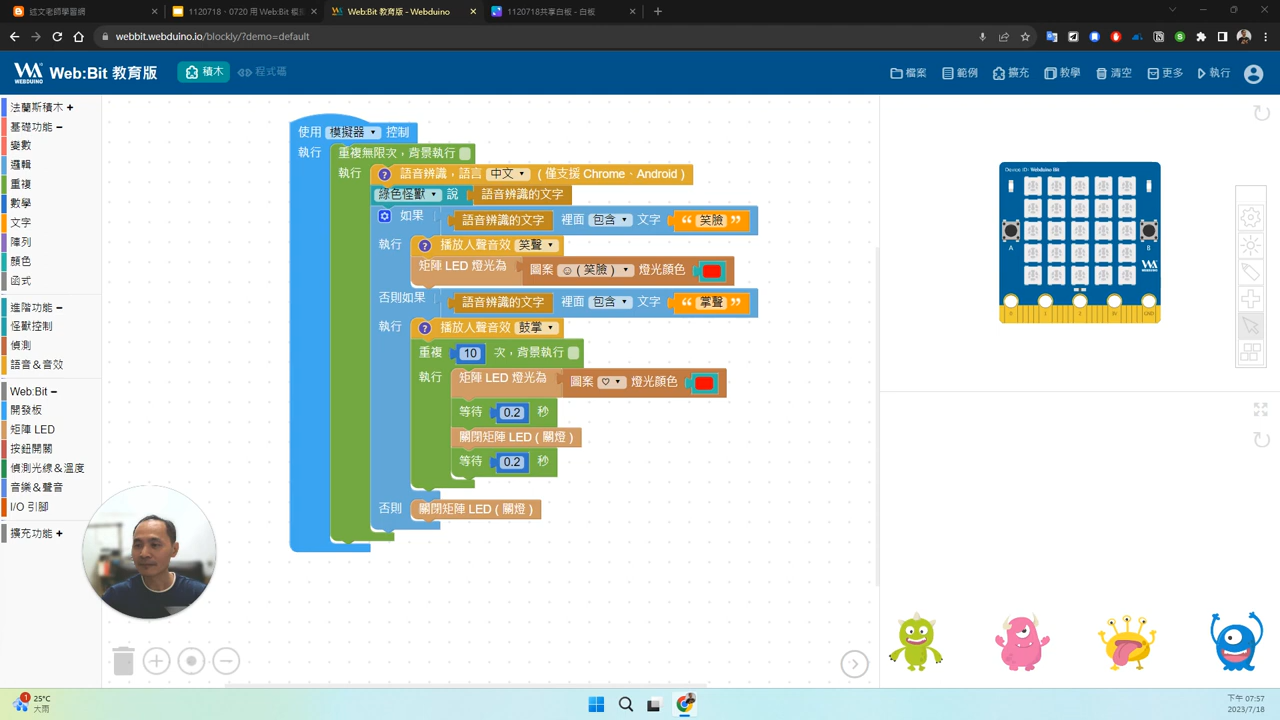 述文老師學習網
1120718、0720 用 Web:Bit 模
Web:Bit 教育版 - Webduino
1120718共享白板 - 白板
webbit.webduino.io/blockly/?demo=default
WEBDUINO
Web:Bit 教育版
積木
程式區
檔案
範例
擴充
教學
清空
更多
執行
法蘭斯積木 +
基礎功能 −
變數
邏輯
重複
數學
文字
陣列
顏色
函式
進階功能 −
怪獸控制
偵測
語音&音效
Web:Bit −
開發板
矩陣 LED
按鈕開關
偵測光線&溫度
音樂&聲音
I/O 引腳
擴充功能 +
使用 模擬器 控制
執行 重複無限次,背景執行
執行 ? 語音辨識,語言 中文 ( 僅支援 Chrome、Android )
綠色怪獸 說 語音辨識的文字
如果 語音辨識的文字 裡面 包含 文字 “ 笑臉 ”
執行 ? 播放人聲音效 笑聲
矩陣 LED 燈光為 圖案 ☺ ( 笑臉 ) 燈光顏色
否則如果 語音辨識的文字 裡面 包含 文字 “ 掌聲 ”
執行 ? 播放人聲音效 鼓掌
重複 10 次,背景執行
執行 矩陣 LED 燈光為 圖案 ♡ 燈光顏色
等待 0.2 秒
關閉矩陣 LED ( 關燈 )
等待 0.2 秒
否則 關閉矩陣 LED ( 關燈 )
Device ID: Webduino Bit
A
B
WEBDUINO
1
25°C
大雨
下午 07:57
2023/7/18